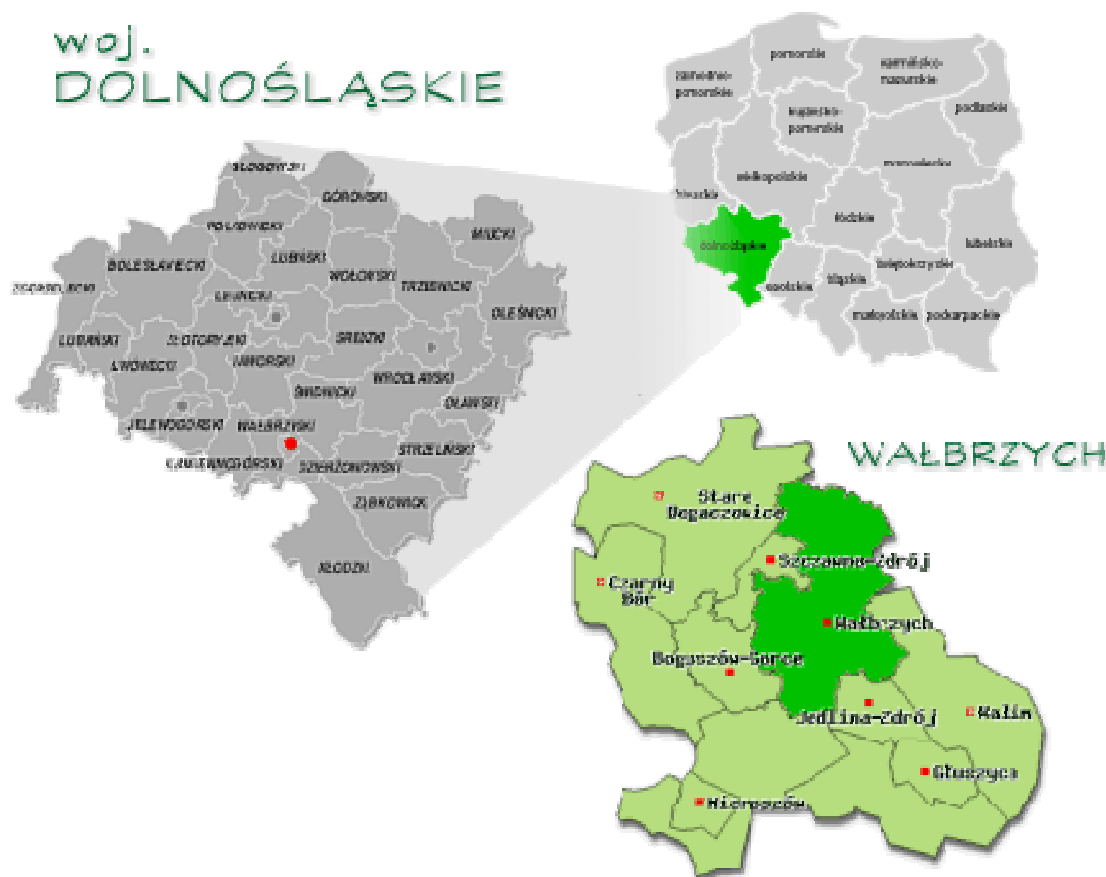 woj.
DOLNOŚLĄSKIE
pomorskie
zachodnio-
pomorskie
warmińsko-
mazurskie
podlaskie
kujawsko-
pomorskie
mazowieckie
wielkopolskie
lubuskie
łódzkie
dolnośląskie
lubelskie
opolskie
śląskie
świętokrzyskie
małopolskie
podkarpackie
GŁOGOWSKI
GÓROWSKI
POLKOWICKI
MILICKI
LUBIŃSKI
BOLESŁAWIECKI
WOŁOWSKI
TRZEBNICKI
ZGORZELECKI
LEGNICKI
OLEŚNICKI
LUBAŃSKI
ZŁOTORYJSKI
ŚREDZKI
LWÓWECKI
JAWORSKI
WROCŁAWSKI
ŚWIDNICKI
OŁAWSKI
JELENIOGÓRSKI
WAŁBRZYSKI
STRZELIŃSKI
KAMIENNOGÓRSKI
DZIERŻONIOWSKI
ZĄBKOWICKI
KŁODZKI
WAŁBRZYCH
Stare
Bogaczowice
Szczawno-Zdrój
Czarny
Bór
Wałbrzych
Boguszów-Gorce
Jedlina-Zdrój
Walim
Głuszyca
Mieroszów